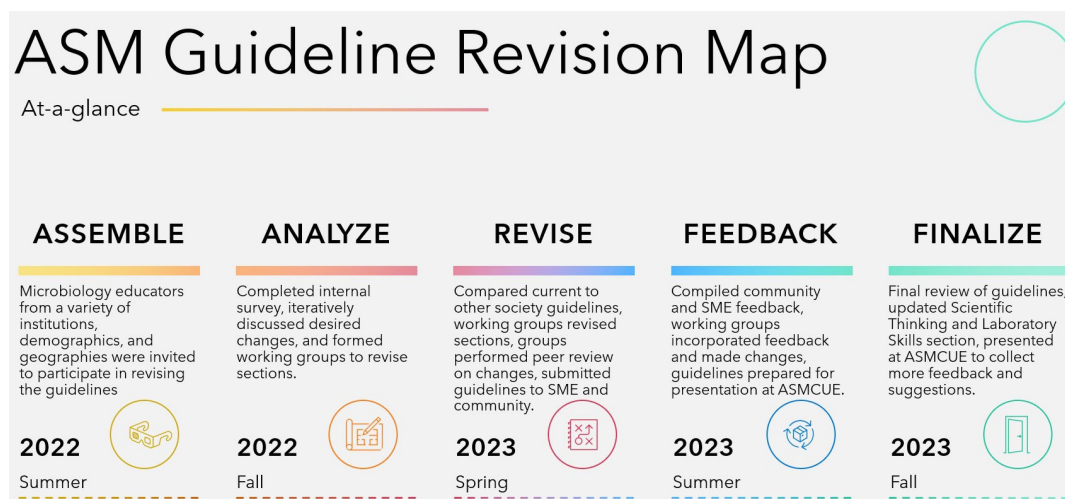 ASM Guideline Revision Map
At-a-glance
ASSEMBLE
Microbiology educators
from a variety of
institutions,
demographics, and
geographies were invited
to participate in revising
the guidelines
2022
Summer
ANALYZE
Completed internal
survey, iteratively
discussed desired
changes, and formed
working groups to revise
sections.
2022
Fall
REVISE
Compared current to
other society guidelines,
working groups revised
sections, groups
performed peer review
on changes, submitted
guidelines to SME and
community.
2023
Spring
FEEDBACK
Compiled community
and SME feedback,
working groups
incorporated feedback
and made changes,
guidelines prepared for
presentation at ASMCUE.
2023
Summer
FINALIZE
Final review of guidelines,
updated Scientific
Thinking and Laboratory
Skills section, presented
at ASMCUE to collect
more feedback and
suggestions.
2023
Fall